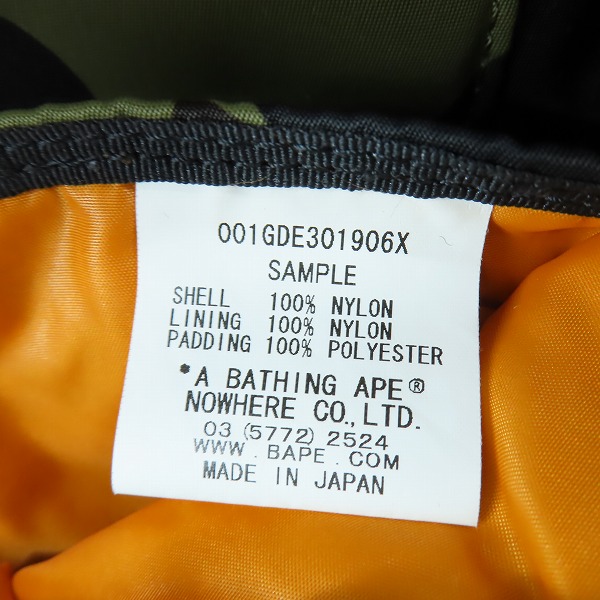 001GDE301906X
SAMPLE
SHELL 100% NYLON
LINING 100% NYLON
PADDING 100% POLYESTER
*A BATHING APE®
NOWHERE CO., LTD.
03 (5772) 2524
WWW. BAPE. COM
MADE IN JAPAN